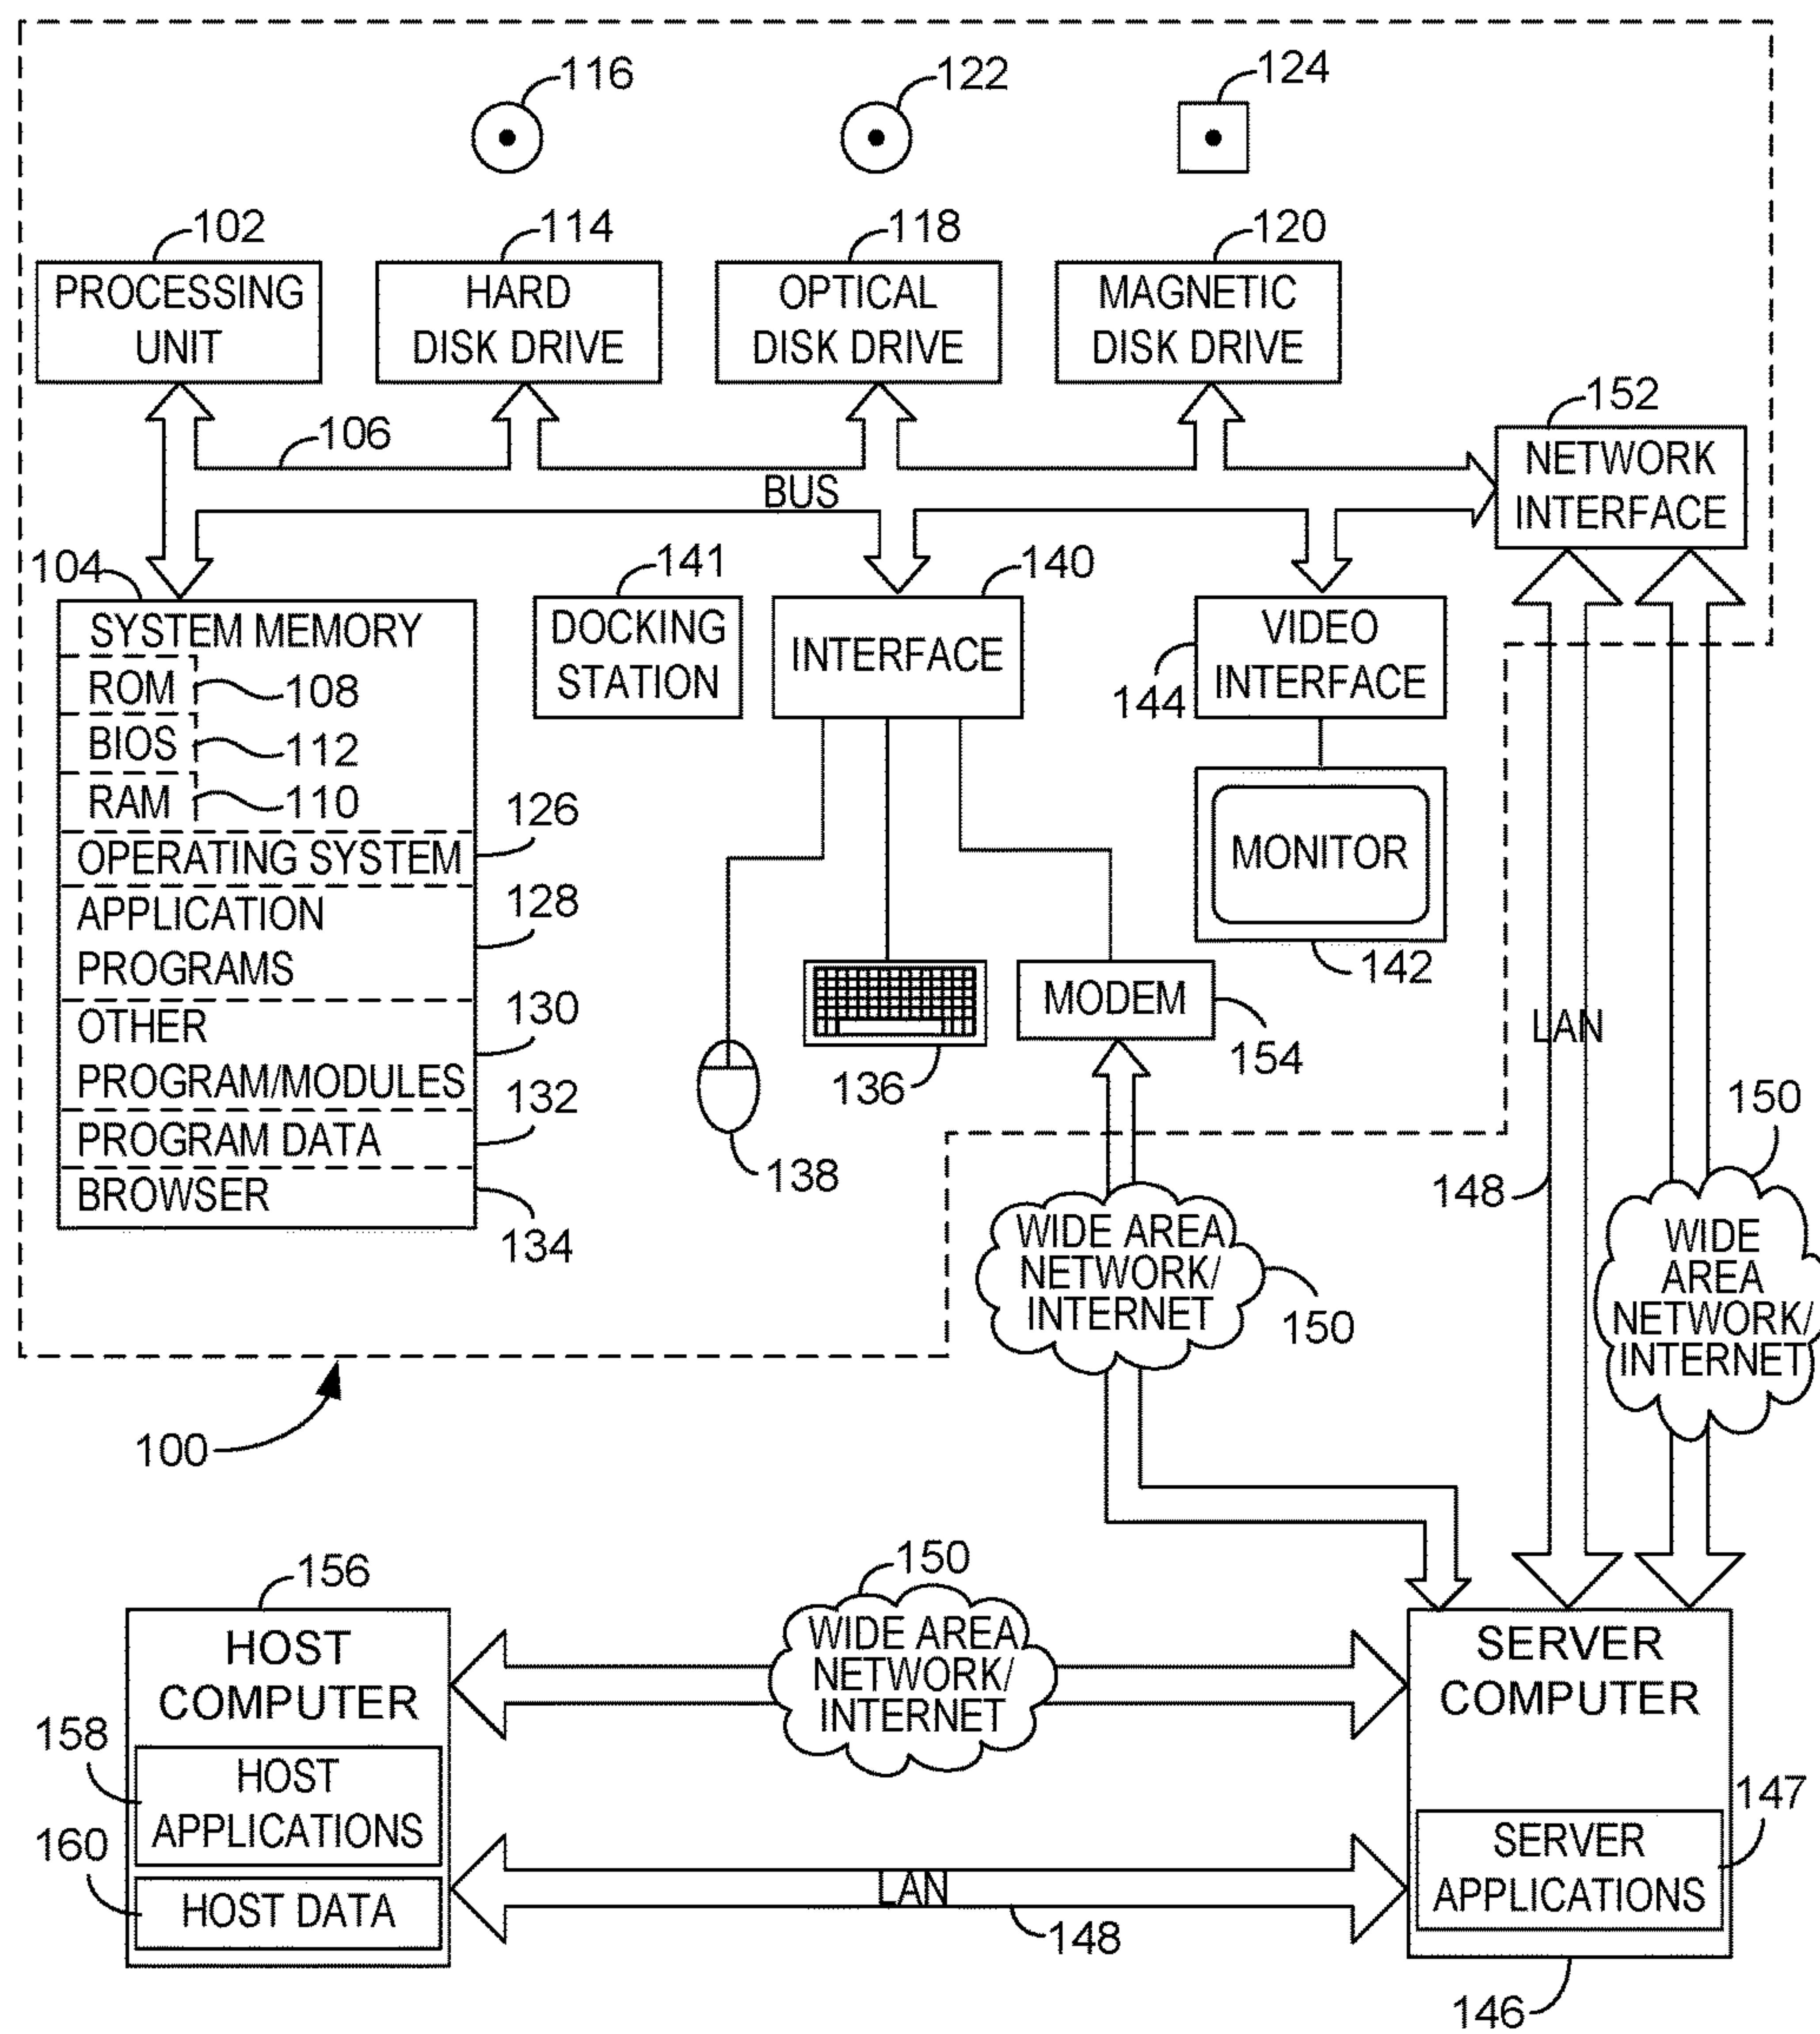 116
122
124
102
114
118
120
PROCESSING
UNIT
HARD
DISK DRIVE
OPTICAL
DISK DRIVE
MAGNETIC
DISK DRIVE
152
106
NETWORK
INTERFACE
BUS
104
141
140
SYSTEM MEMORY
ROM
108
BIOS
112
RAM
110
126
OPERATING SYSTEM
APPLICATION
PROGRAMS
128
OTHER
PROGRAM/MODULES
130
132
PROGRAM DATA
BROWSER
134
DOCKING
STATION
INTERFACE
VIDEO
INTERFACE
144
MONITOR
142
MODEM
154
136
138
LAN
148
150
WIDE AREA
NETWORK/
INTERNET
150
WIDE
AREA
NETWORK/
INTERNET
100
156
150
HOST
COMPUTER
WIDE AREA
NETWORK/
INTERNET
SERVER
COMPUTER
158
HOST
APPLICATIONS
160
HOST DATA
LAN
148
147
SERVER
APPLICATIONS
146